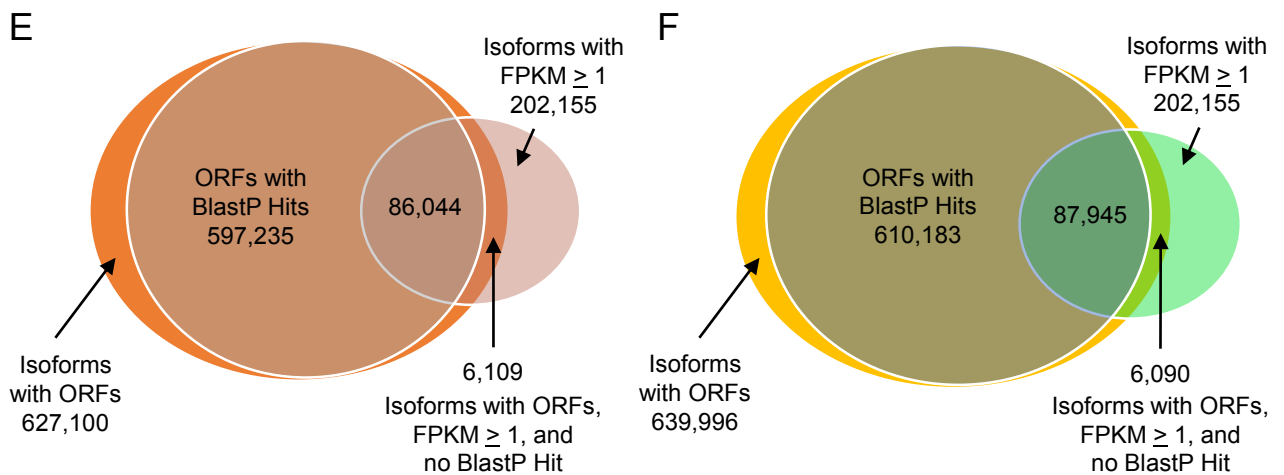 E
Isoforms with
FPKM ≥ 1
202,155
ORFs with
BlastP Hits
597,235
86,044
Isoforms
with ORFs
627,100
6,109
Isoforms with ORFs,
FPKM ≥ 1, and
no BlastP Hit
F
Isoforms with
FPKM ≥ 1
202,155
ORFs with
BlastP Hits
610,183
87,945
Isoforms
with ORFs
639,996
6,090
Isoforms with ORFs,
FPKM ≥ 1, and
no BlastP Hit